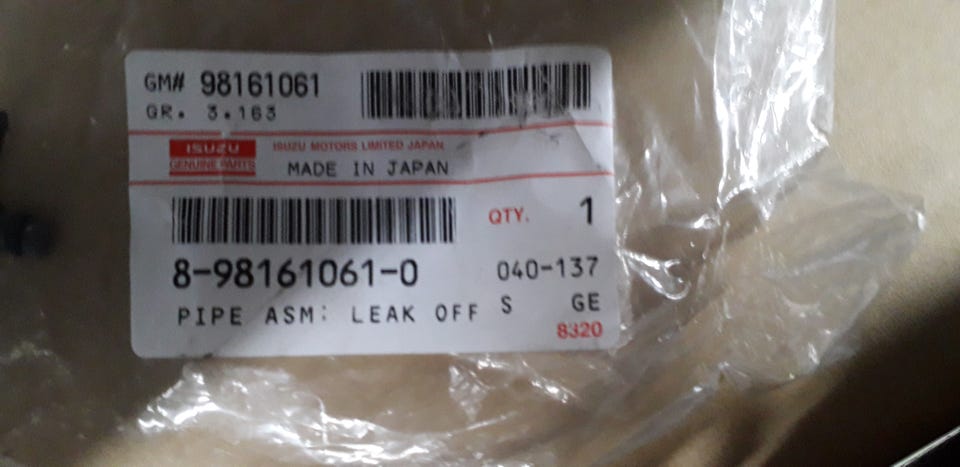 GM# 98161061
GR. 3.163
ISUZU
GENUINE PARTS
ISUZU MOTORS LIMITED JAPAN
MADE IN JAPAN
QTY. 1
8-98161061-0 040-137
PIPE ASM: LEAK OFF S GE
8320